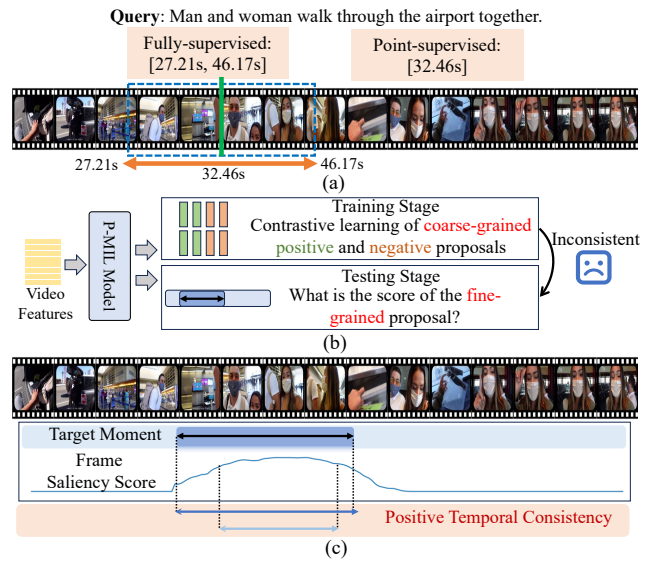 Query: Man and woman walk through the airport together.
Fully-supervised:
[27.21s, 46.17s]
Point-supervised:
[32.46s]
27.21s
32.46s
46.17s
(a)
P-MIL Model
Video
Features
Training Stage
Contrastive learning of coarse-grained
positive and negative proposals
Inconsistent
Testing Stage
What is the score of the fine-
grained proposal?
(b)
Target Moment
Frame
Saliency Score
Positive Temporal Consistency
(c)